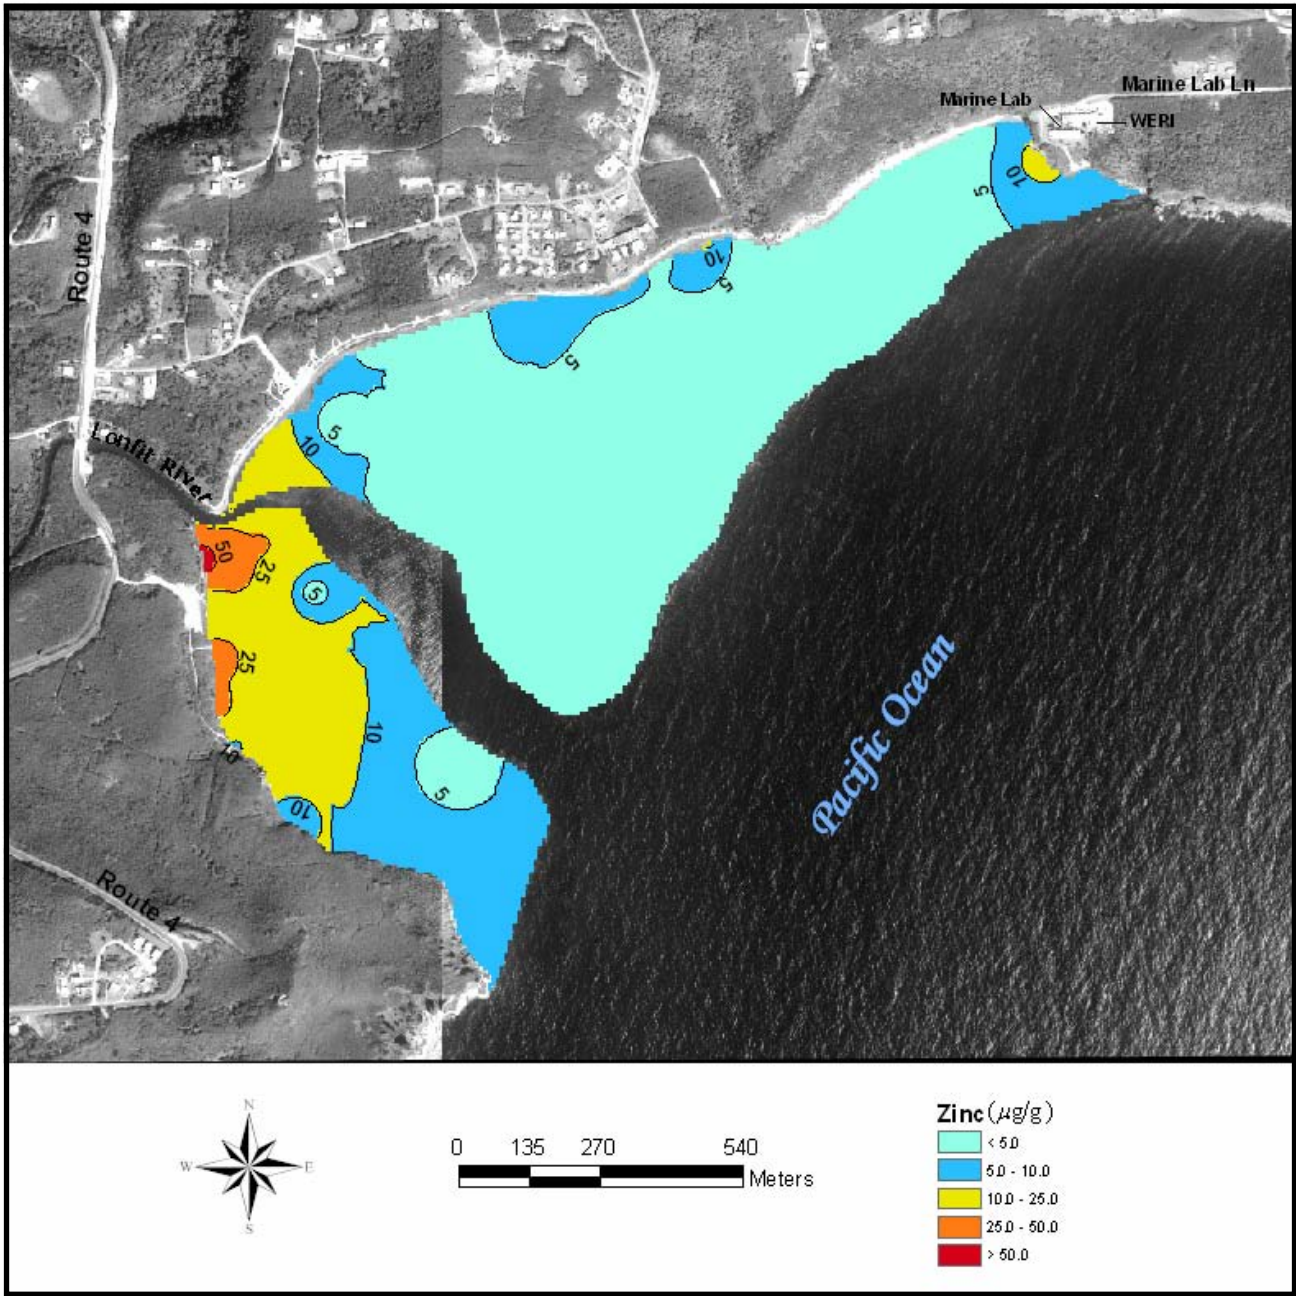 Marine Lab Ln
Marine Lab
WERI
10
5
10
5
Route 4
5
5
10
Lonfit River
50
25
5
25
10
10
5
10
Pacific Ocean
Route 4
N
W E
S
0 135 270 540
Meters
Zinc (µg/g)
< 5.0
5.0 - 10.0
10.0 - 25.0
25.0 - 50.0
> 50.0